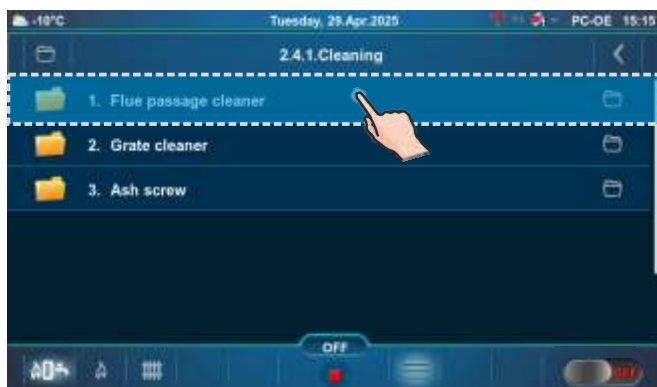 -10°C Tuesday, 29.Apr.2025 PC-OE 15:15
2.4.1.Cleaning
1. Flue passage cleaner
2. Grate cleaner
3. Ash screw
OFF
OFF